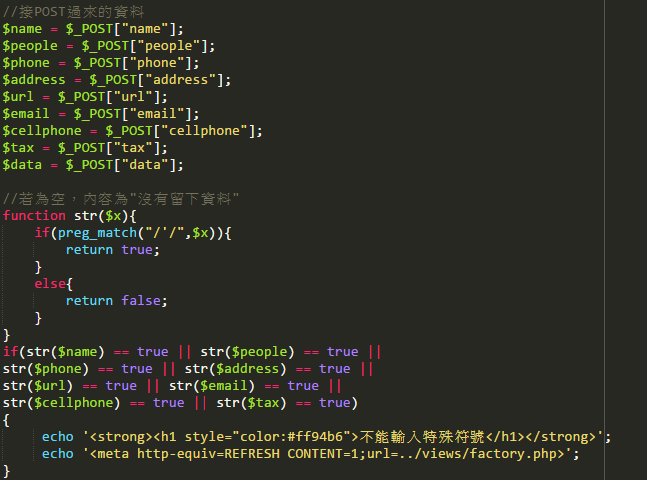 //接POST過來的資料
$name = $_POST["name"];
$people = $_POST["people"];
$phone = $_POST["phone"];
$address = $_POST["address"];
$url = $_POST["url"];
$email = $_POST["email"];
$cellphone = $_POST["cellphone"];
$tax = $_POST["tax"];
$data = $_POST["data"];
//若為空，內容為"沒有留下資料"
function str($x){
if(preg_match("/'/",$x)){
return true;
}
else{
return false;
}
}
if(str($name) == true || str($people) == true ||
str($phone) == true || str($address) == true ||
str($url) == true || str($email) == true ||
str($cellphone) == true || str($tax) == true)
{
echo '<strong><h1 style="color:#ff94b6">不能輸入特殊符號</h1></strong>';
echo '<meta http-equiv=REFRESH CONTENT=1;url=../views/factory.php>';
}